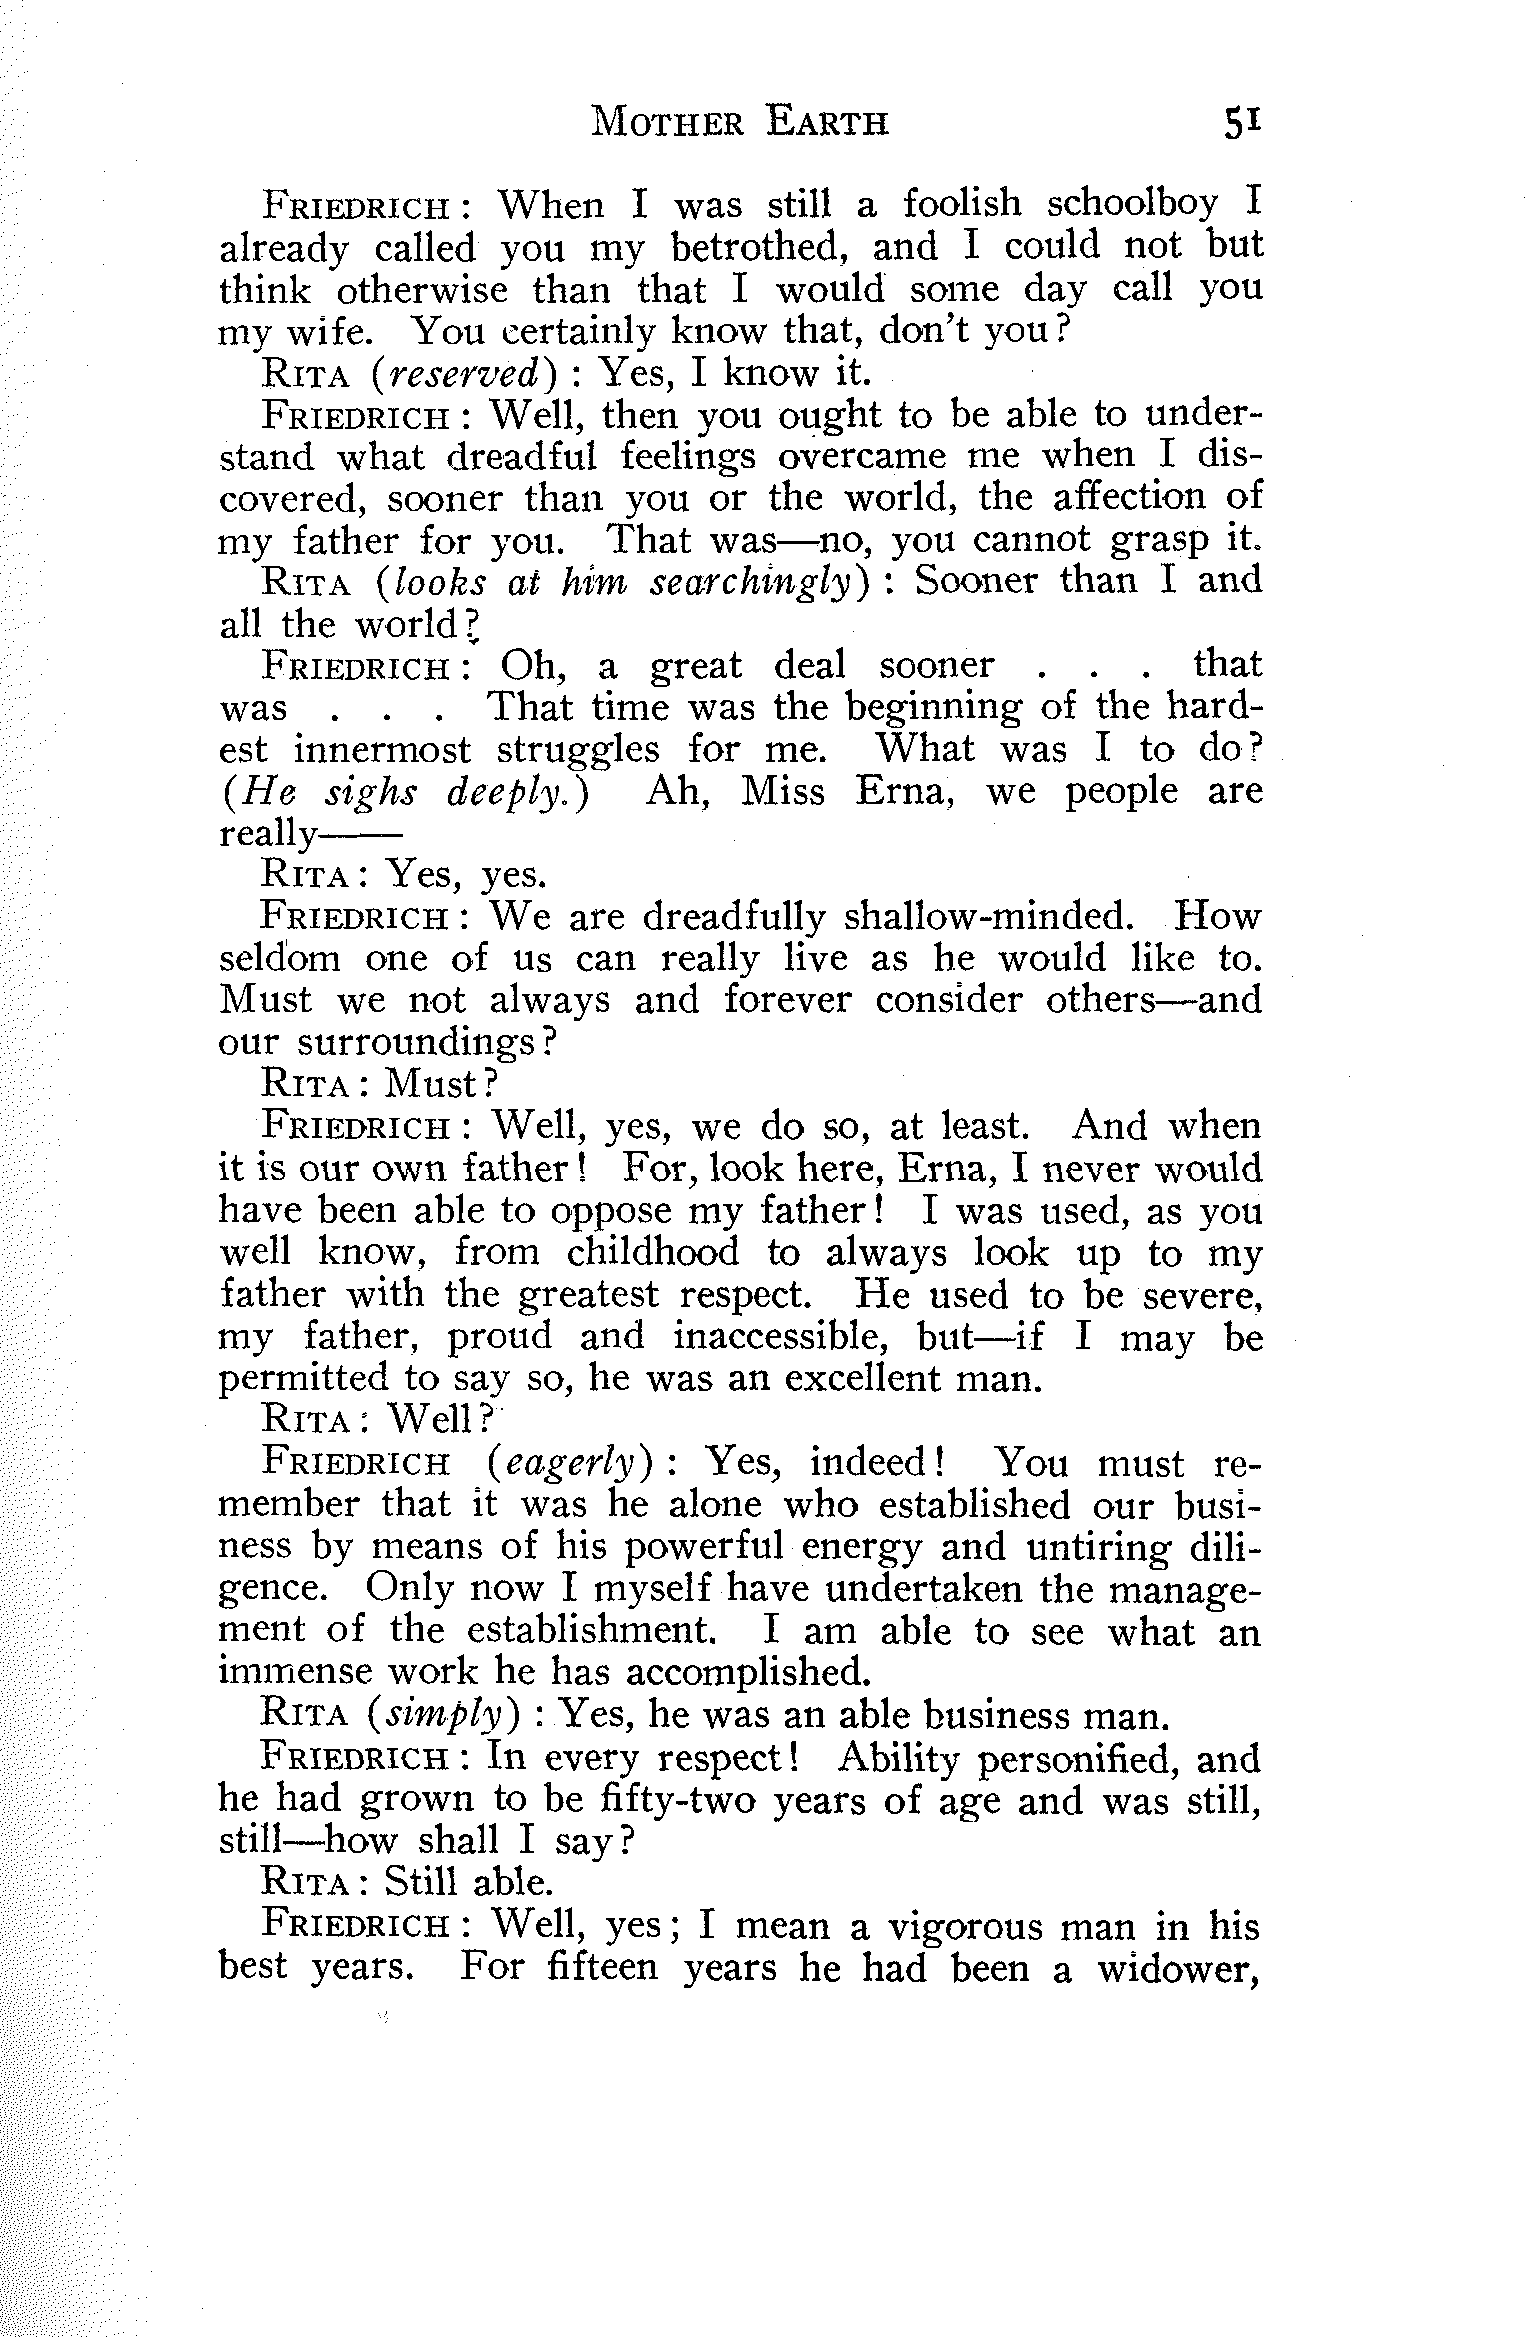 MOTHER EARTH 51
FRIEDRICH: When I was still a foolish schoolboy I
already called you my betrothed, and I could not but
think otherwise than that I would some day call you
my wife. You certainly know that, don't you?
RITA (reserved): Yes, I know it.
FRIEDRICH: Well, then you ought to be able to under-
stand what dreadful feelings overcame me when I dis-
covered, sooner than you or the world, the affection of
my father for you. That was—no, you cannot grasp it.
RITA (looks at him searchingly): Sooner than I and
all the world?
FRIEDRICH: Oh, a great deal sooner . . . that
was . . . That time was the beginning of the hard-
est innermost struggles for me. What was I to do?
(He sighs deeply.) Ah, Miss Erna, we people are
really——
RITA: Yes, yes.
FRIEDRICH: We are dreadfully shallow-minded. How
seldom one of us can really live as he would like to.
Must we not always and forever consider others—and
our surroundings?
RITA: Must?
FRIEDRICH: Well, yes, we do so, at least. And when
it is our own father! For, look here, Erna, I never would
have been able to oppose my father! I was used, as you
well know, from childhood to always look up to my
father with the greatest respect. He used to be severe,
my father, proud and inaccessible, but—if I may be
permitted to say so, he was an excellent man.
RITA: Well?
FRIEDRICH (eagerly): Yes, indeed! You must re-
member that it was he alone who established our busi-
ness by means of his powerful energy and untiring dili-
gence. Only now I myself have undertaken the manage-
ment of the establishment. I am able to see what an
immense work he has accomplished.
RITA (simply): Yes, he was an able business man.
FRIEDRICH: In every respect! Ability personified, and
he had grown to be fifty-two years of age and was still,
still—how shall I say?
RITA: Still able.
FRIEDRICH: Well, yes; I mean a vigorous man in his
best years. For fifteen years he had been a widower,